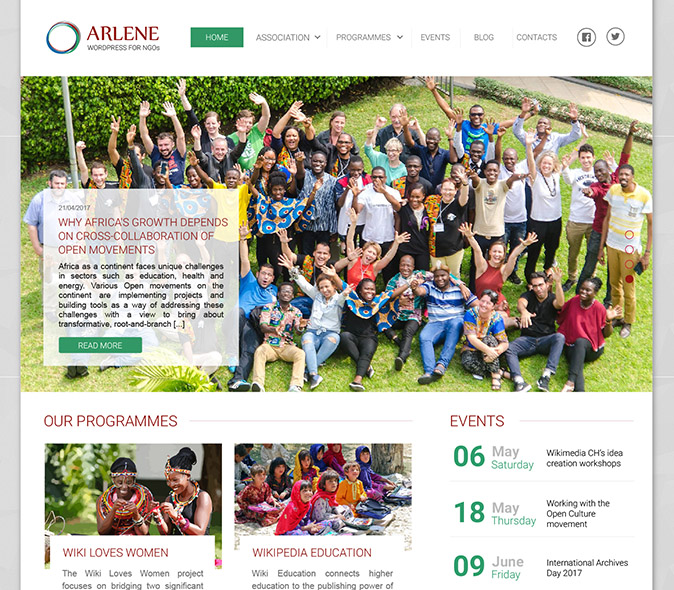 ARLENE
WORDPRESS FOR NGOs
HOME
ASSOCIATION
PROGRAMMES
EVENTS
BLOG
CONTACTS
21/04/2017
WHY AFRICA'S GROWTH DEPENDS
ON CROSS-COLLABORATION OF
OPEN MOVEMENTS
Africa as a continent faces unique challenges
in sectors such as education, health and
energy. Various Open movements on the
continent are implementing projects and
building tools as a way of addressing these
challenges with a view to bring about
transformative, root-and-branch [...]
READ MORE
OUR PROGRAMMES
WIKI LOVES WOMEN
The Wiki Loves Women project
focuses on bridging two significant
WIKIPEDIA EDUCATION
Wiki Education connects higher
education to the publishing power of
EVENTS
06 May
Saturday
Wikimedia CH's idea
creation workshops
18 May
Thursday
Working with the
Open Culture
movement
09 June
Friday
International Archives
Day 2017